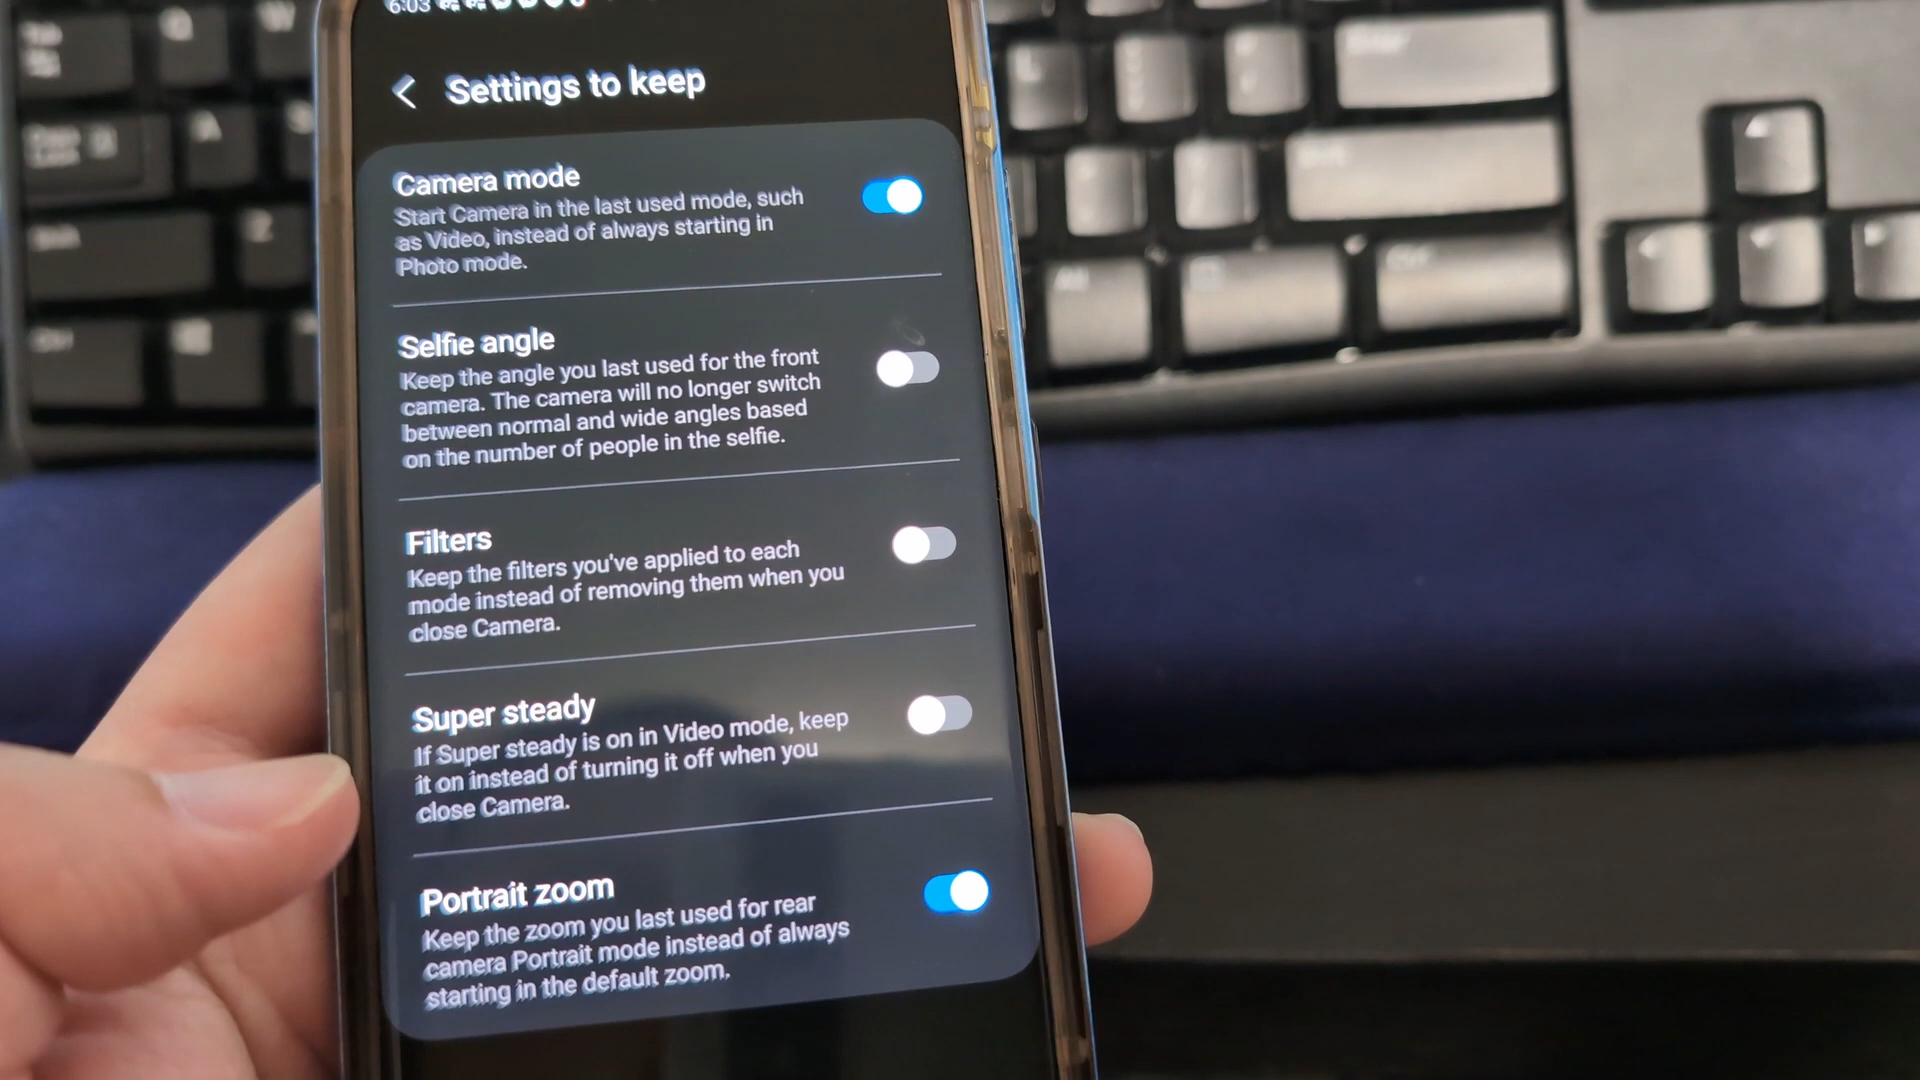 6:03
Settings to keep
Camera mode
Start Camera in the last used mode, such
as Video, instead of always starting in
Photo mode.
Selfie angle
Keep the angle you last used for the front
camera. The camera will no longer switch
between normal and wide angles based
on the number of people in the selfie.
Filters
Keep the filters you've applied to each
mode instead of removing them when you
close Camera.
Super steady
If Super steady is on in Video mode, keep
it on instead of turning it off when you
close Camera.
Portrait zoom
Keep the zoom you last used for rear
camera Portrait mode instead of always
starting in the default zoom.
Q
W
A
Z
L